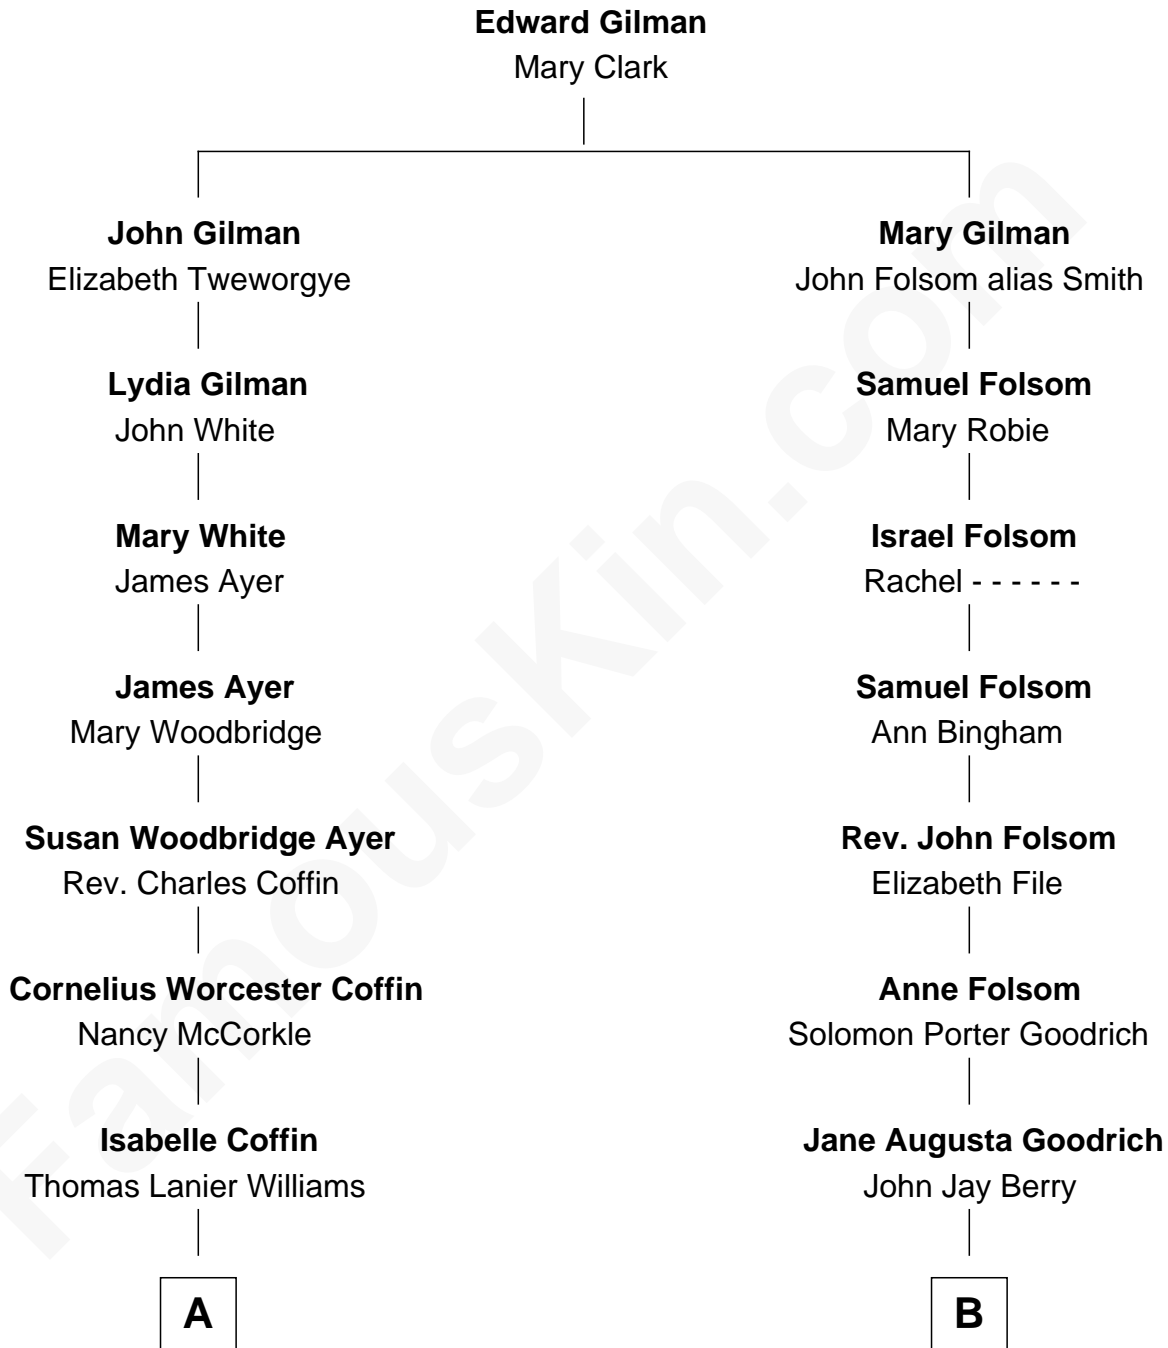 Edward Gilman
Mary Clark
John Gilman
Elizabeth Tweworgye
Mary Gilman
John Folsom alias Smith
Lydia Gilman
John White
Samuel Folsom
Mary Robie
Mary White
James Ayer
Israel Folsom
Rachel - - - - - -
James Ayer
Mary Woodbridge
Samuel Folsom
Ann Bingham
Susan Woodbridge Ayer
Rev. Charles Coffin
Rev. John Folsom
Elizabeth File
Cornelius Worcester Coffin
Nancy McCorkle
Anne Folsom
Solomon Porter Goodrich
Isabelle Coffin
Thomas Lanier Williams
Jane Augusta Goodrich
John Jay Berry
A
B
FamousKin.com